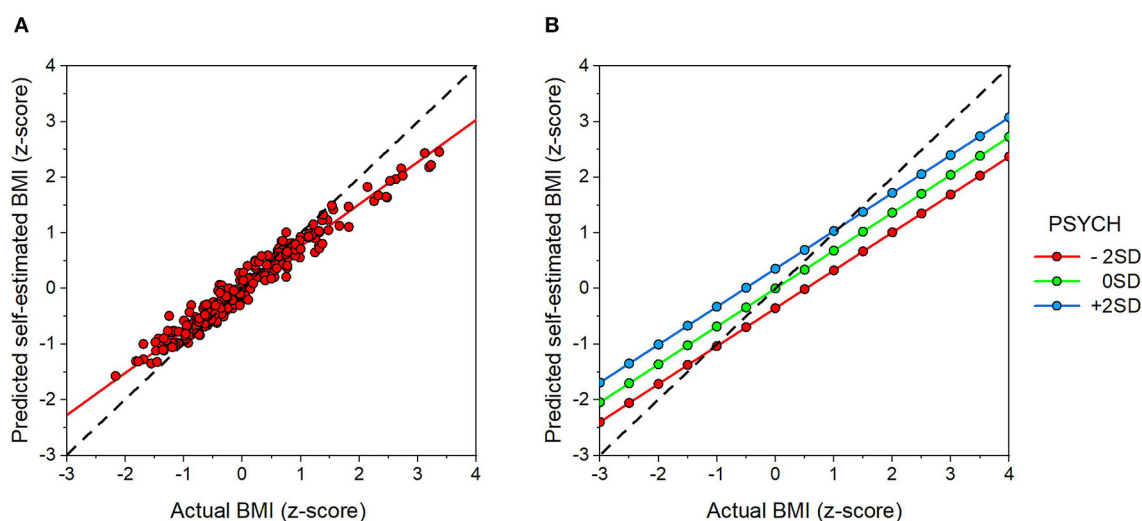 A
Predicted self-estimated BMI (z-score)
4
3
2
1
0
-1
-2
-3
-3 -2 -1 0 1 2 3 4
Actual BMI (z-score)
B
Predicted self-estimated BMI (z-score)
4
3
2
1
0
-1
-2
-3
-3 -2 -1 0 1 2 3 4
Actual BMI (z-score)
PSYCH
- 2SD
0SD
+2SD